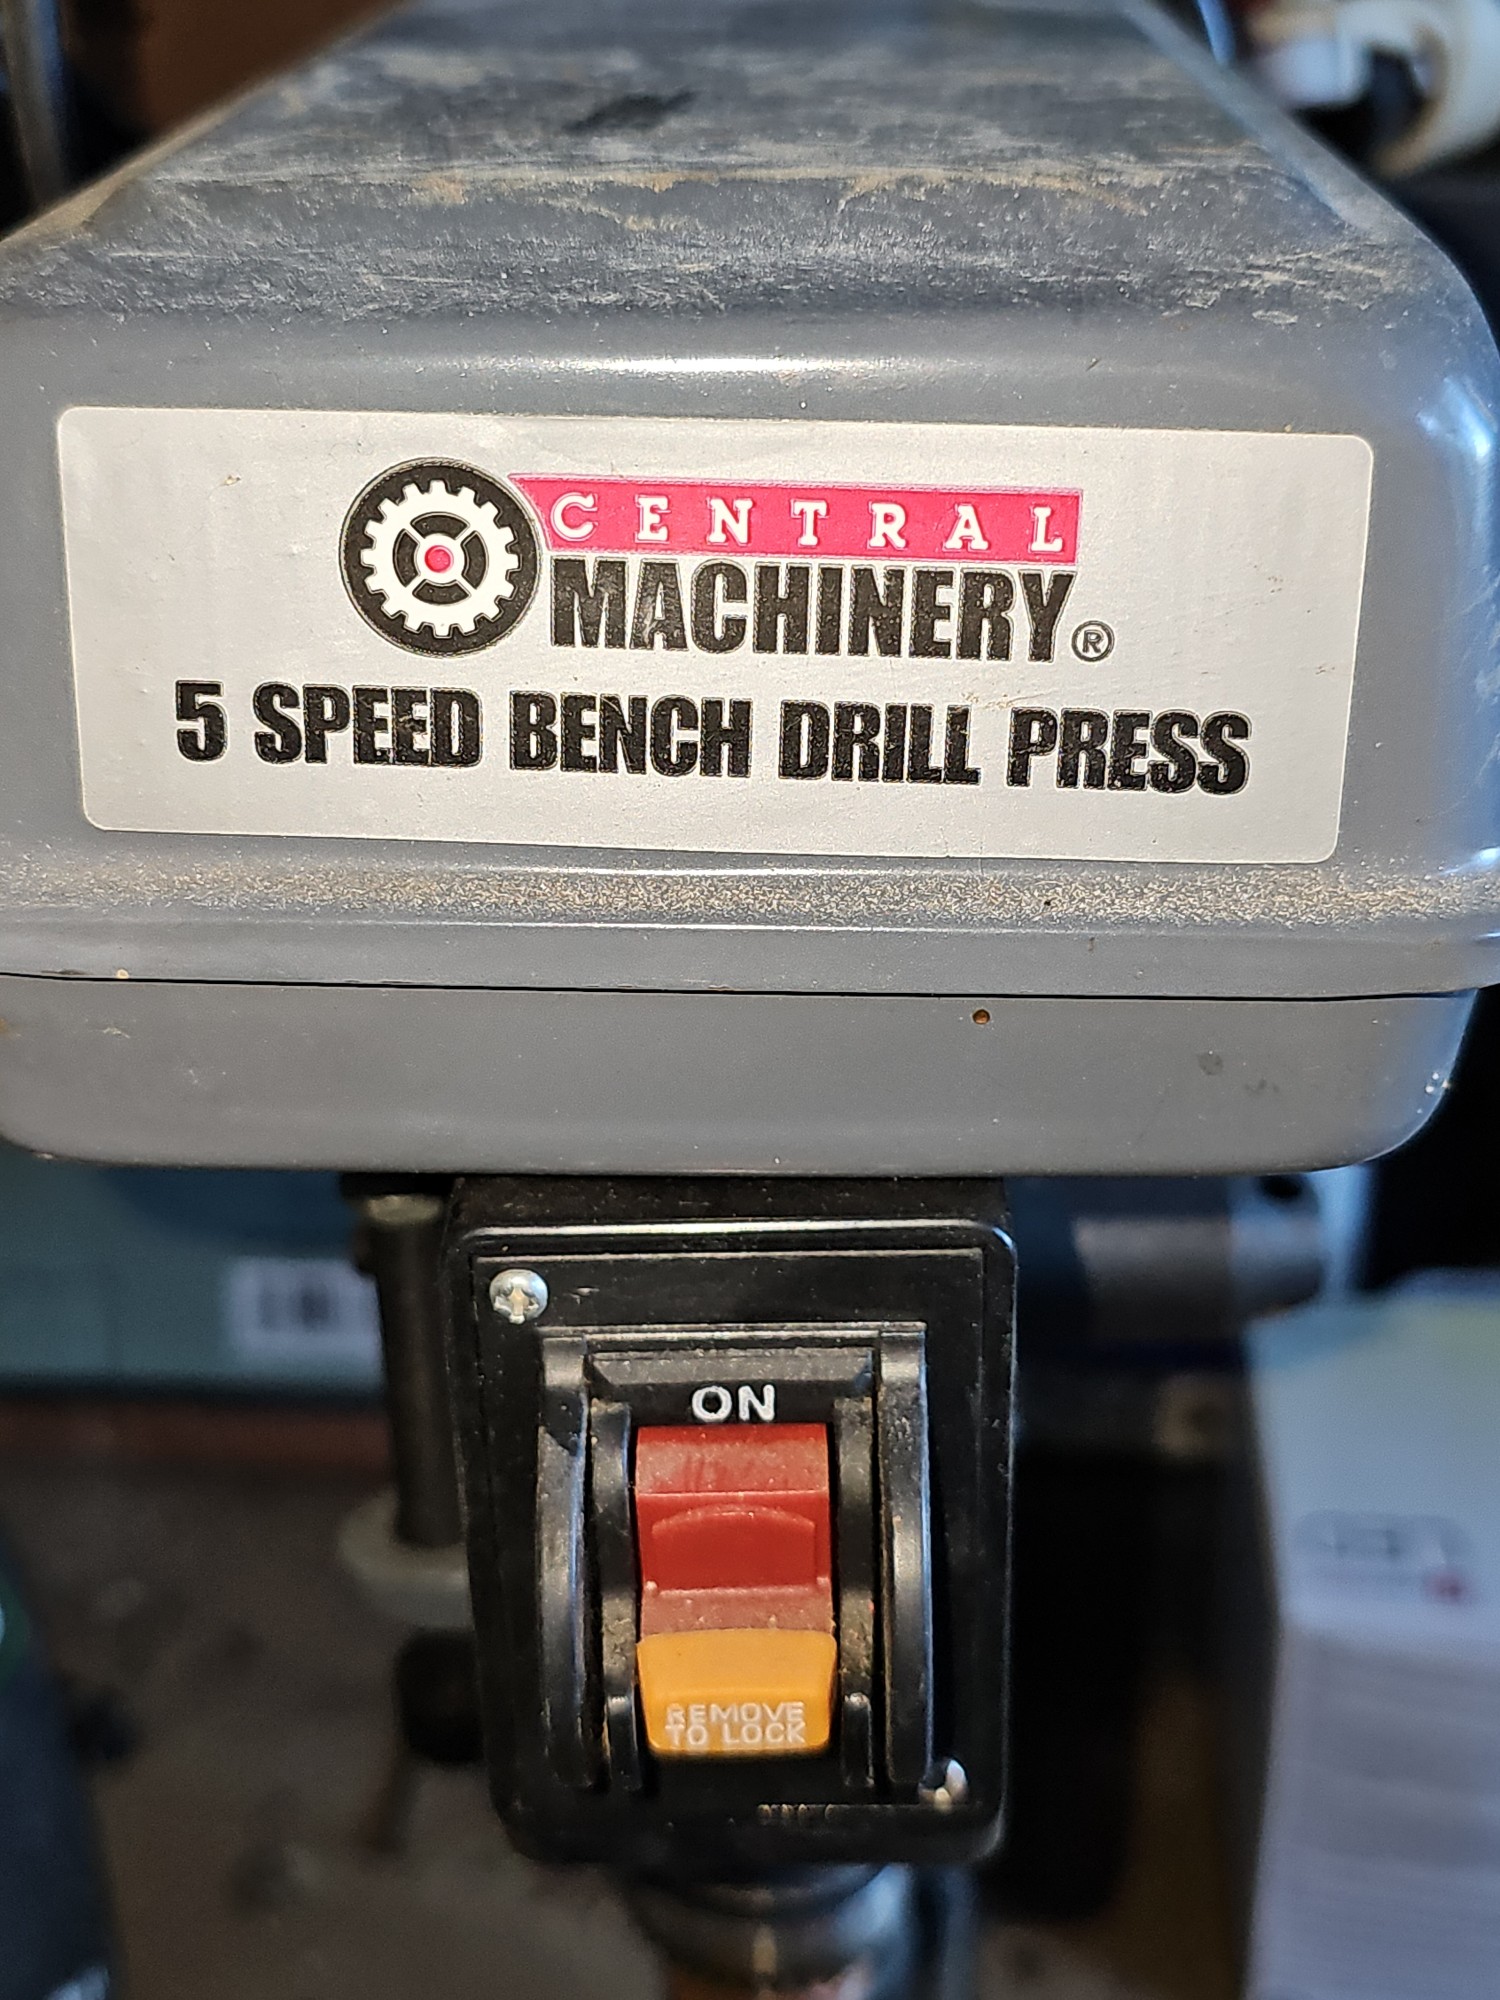 CENTRAL
MACHINERY®
5 SPEED BENCH DRILL PRESS
ON
REMOVE
TO LOCK